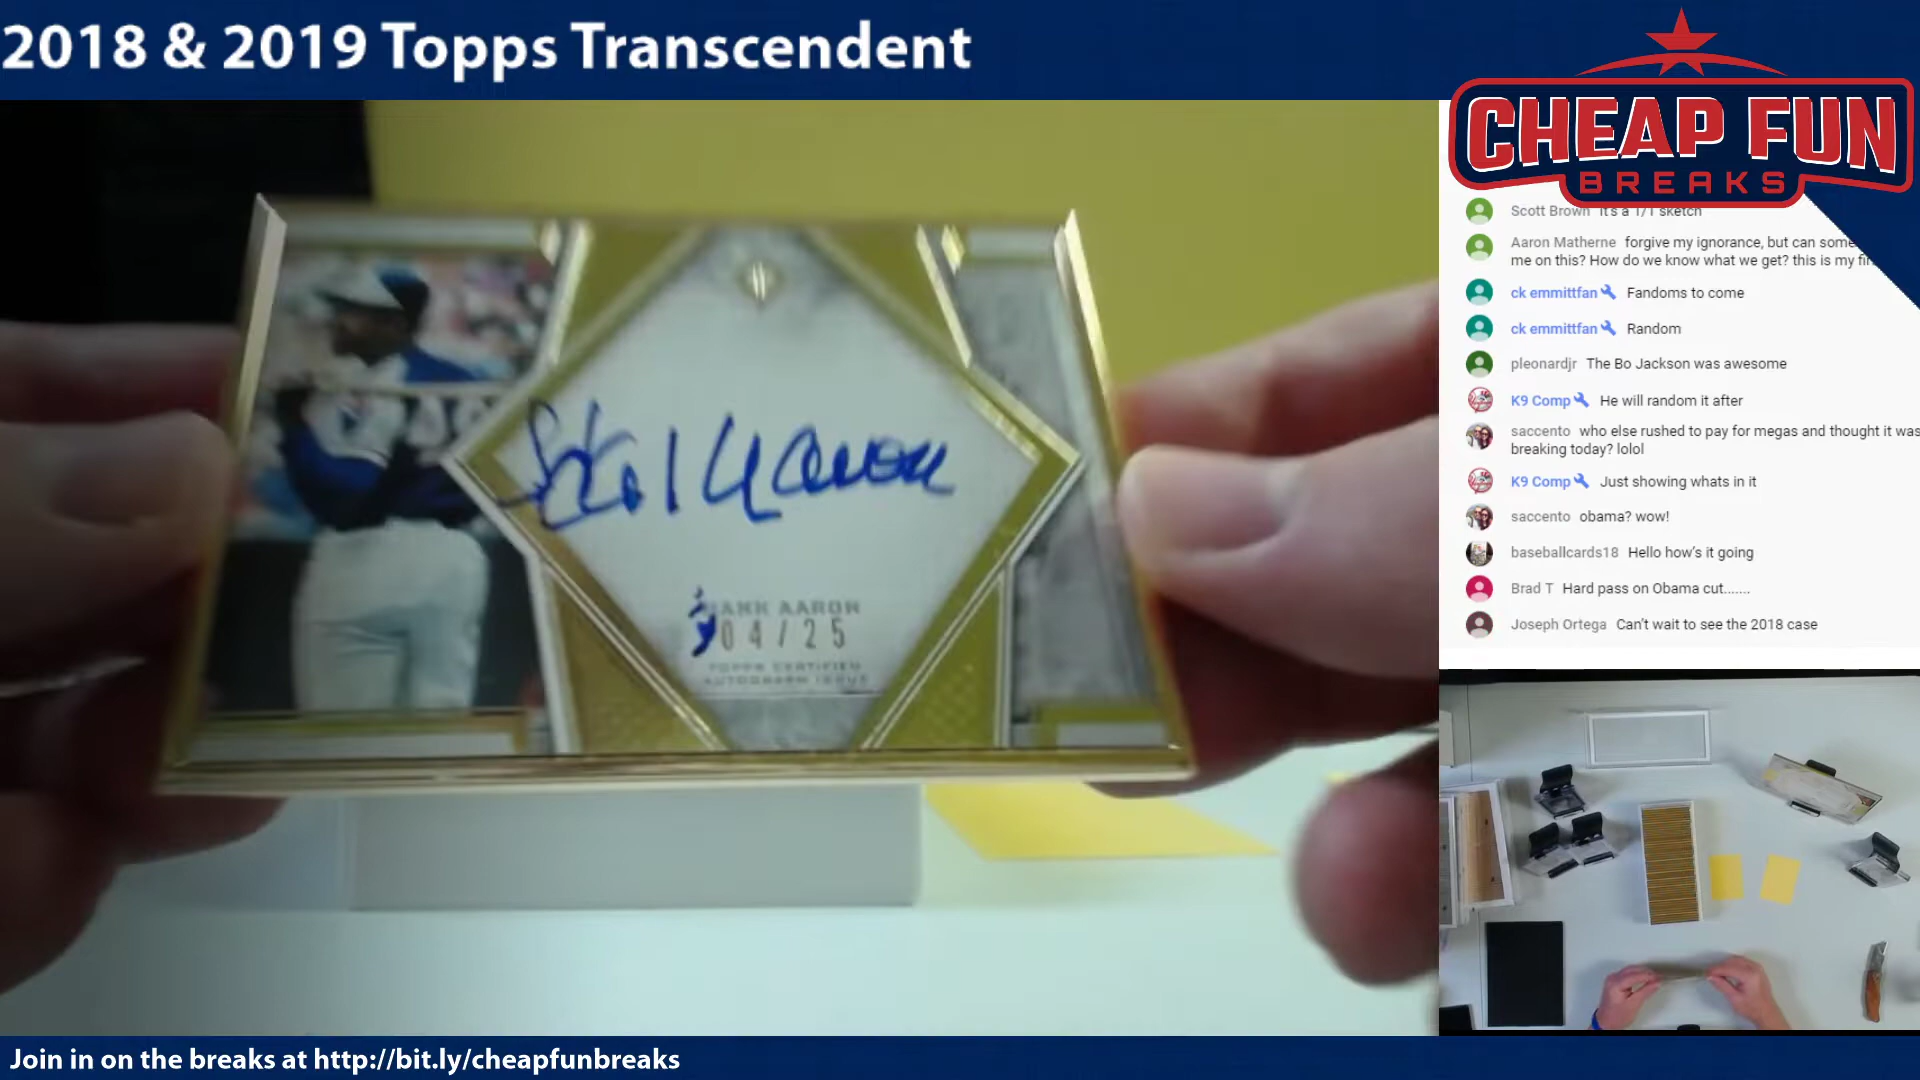 2018 & 2019 Topps Transcendent
CHEAP FUN
BREAKS
Scott Brown It's a 1/1 sketch
Aaron Matherne forgive my ignorance, but can some
me on this? How do we know what we get? this is my
ck emmittfan Fandoms to come
ck emmittfan Random
pleonardjr The Bo Jackson was awesome
K9 Comp He will random it after
saccento who else rushed to pay for megas and thought it was
breaking today? lolol
K9 Comp Just showing whats in it
saccento obama? wow!
baseballcards18 Hello how's it going
Brad T Hard pass on Obama cut.......
Joseph Ortega Can't wait to see the 2018 case
HANK AARON
04/25
TOPPS CERTIFIED
AUTOGRAPH ISSUE
Join in on the breaks at http://bit.ly/cheapfunbreaks